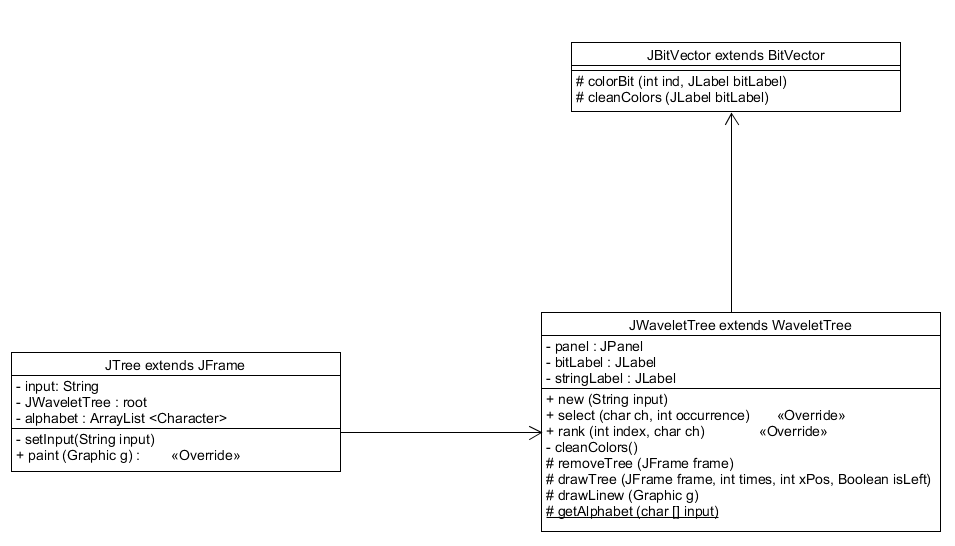 JBitVector extends BitVector
# colorBit (int ind, JLabel bitLabel)
# cleanColors (JLabel bitLabel)
JWaveletTree extends WaveletTree
- panel : JPanel
- bitLabel : JLabel
- stringLabel : JLabel
+ new (String input)
+ select (char ch, int occurrence) «Override»
+ rank (int index, char ch) «Override»
- cleanColors()
# removeTree (JFrame frame)
# drawTree (JFrame frame, int times, int xPos, Boolean isLeft)
# drawLinew (Graphic g)
# getAlphabet (char [] input)
JTree extends JFrame
- input: String
- JWaveletTree : root
- alphabet : ArrayList <Character>
- setInput(String input)
+ paint (Graphic g) : «Override»